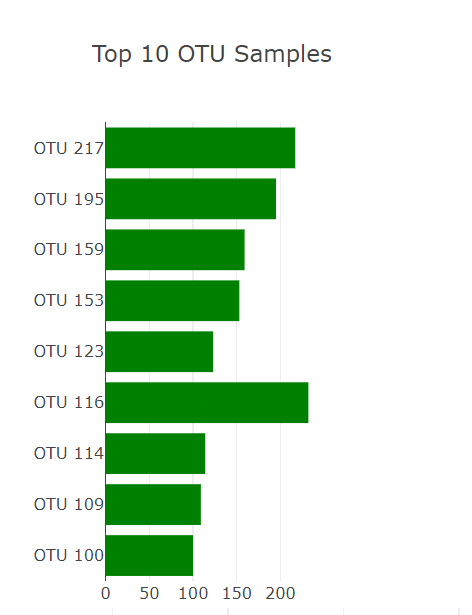 Top 10 OTU Samples
OTU 217
OTU 195
OTU 159
OTU 153
OTU 123
OTU 116
OTU 114
OTU 109
OTU 100
0 50 100 150 200